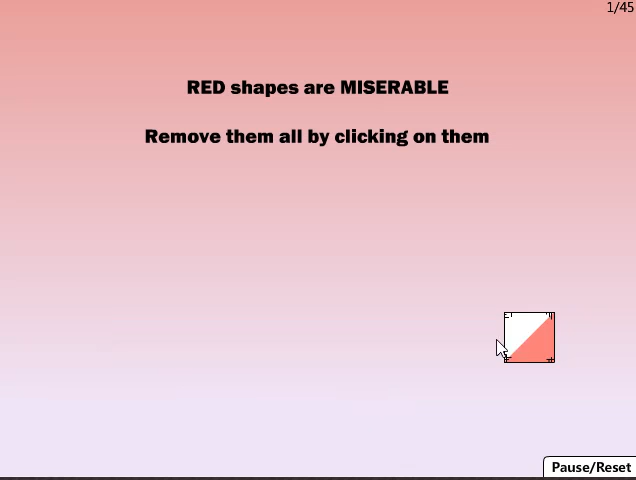 1/45
RED shapes are MISERABLE
Remove them all by clicking on them
Pause/Reset